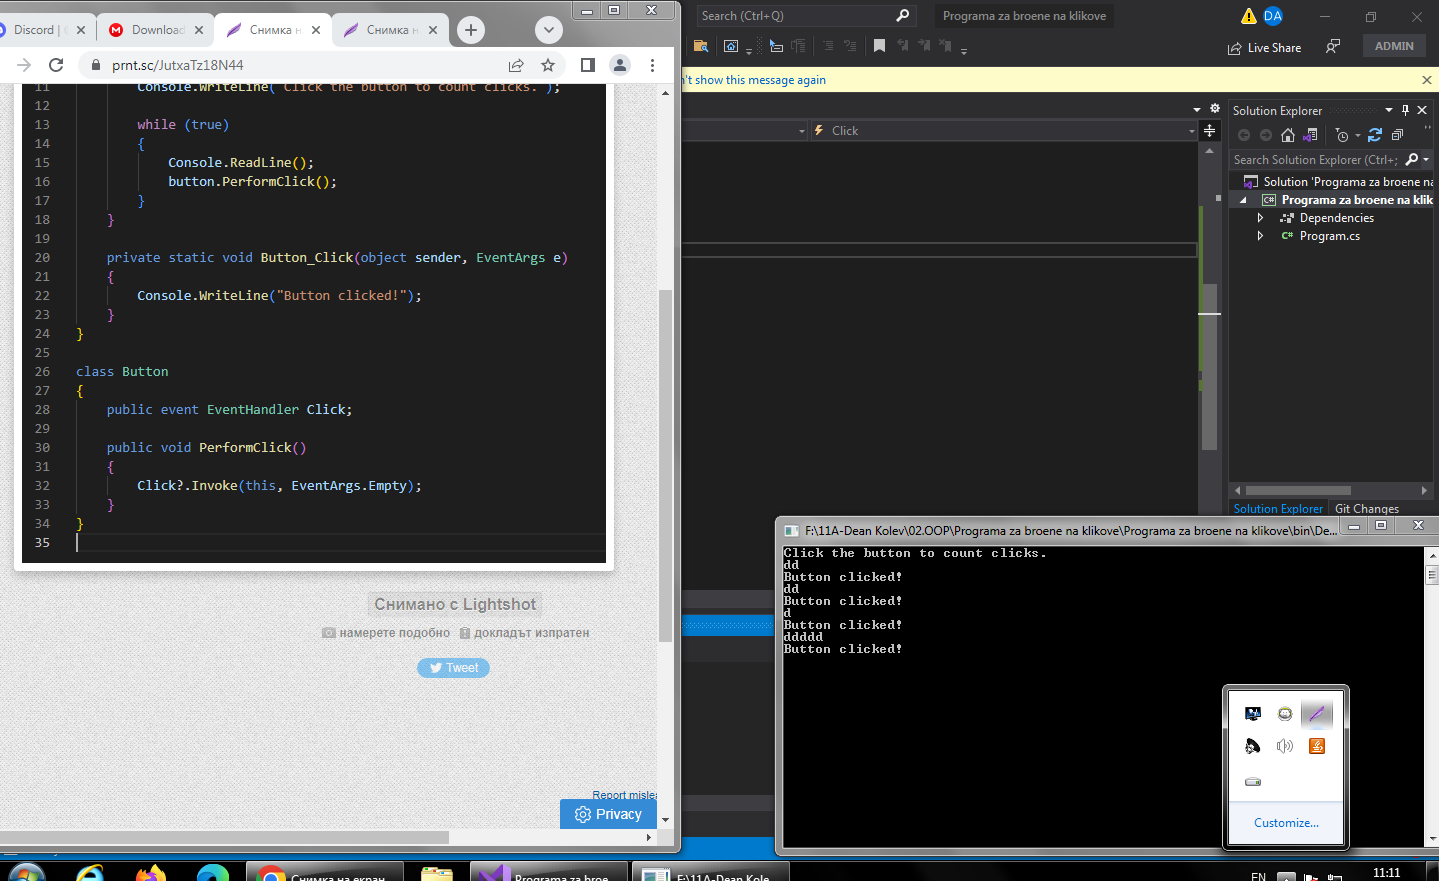 Discord |
Download
Снимка н
Снимка н
prnt.sc/JutxaTz18N44
11 Console.WriteLine("Click the button to count clicks.");
12
13 while (true)
14 {
15 Console.ReadLine();
16 button.PerformClick();
17 }
18 }
19
20 private static void Button_Click(object sender, EventArgs e)
21 {
22 Console.WriteLine("Button clicked!");
23 }
24 }
25
26 class Button
27 {
28 public event EventHandler Click;
29
30 public void PerformClick()
31 {
32 Click?.Invoke(this, EventArgs.Empty);
33 }
34 }
35
Снимано с Lightshot
намерете подобно докладът изпратен
Tweet
Report mislea
Privacy
Search (Ctrl+Q)
Programa za broene na klikove
DA
Live Share
ADMIN
n't show this message again
Click
Solution Explorer
Search Solution Explorer (Ctrl+;
Solution 'Programa za broene na
Programa za broene na klik
Dependencies
C# Program.cs
Solution Explorer Git Changes
F:\11A-Dean Kolev\02.OOP\Programa za broene na klikove\Programa za broene na klikove\bin\De...
Click the button to count clicks.
dd
Button clicked!
dd
Button clicked!
d
Button clicked!
ddddd
Button clicked!
Customize...
Снимка на екран
Programa za broe
F:\11A-Dean Kole
EN
11:11